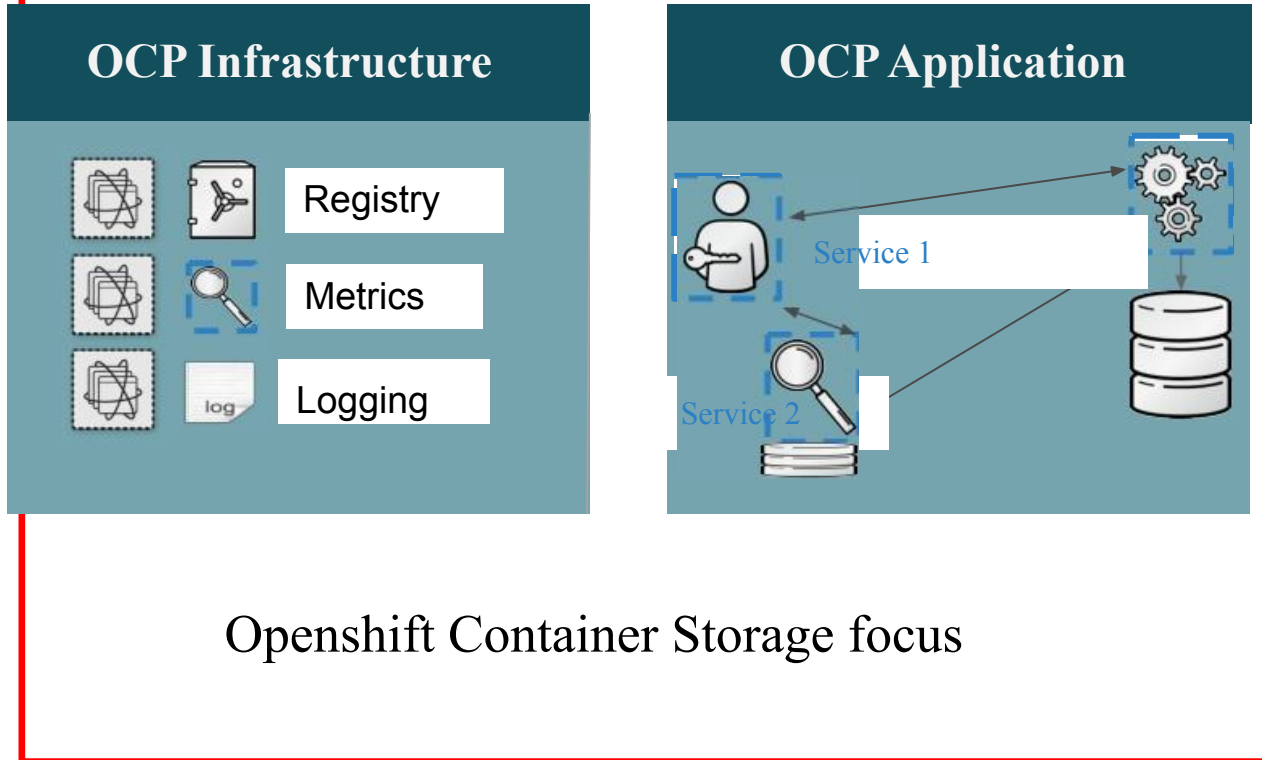 OCP Infrastructure
Registry
Metrics
log
Logging
OCP Application
Service 1
Service 2
Openshift Container Storage focus